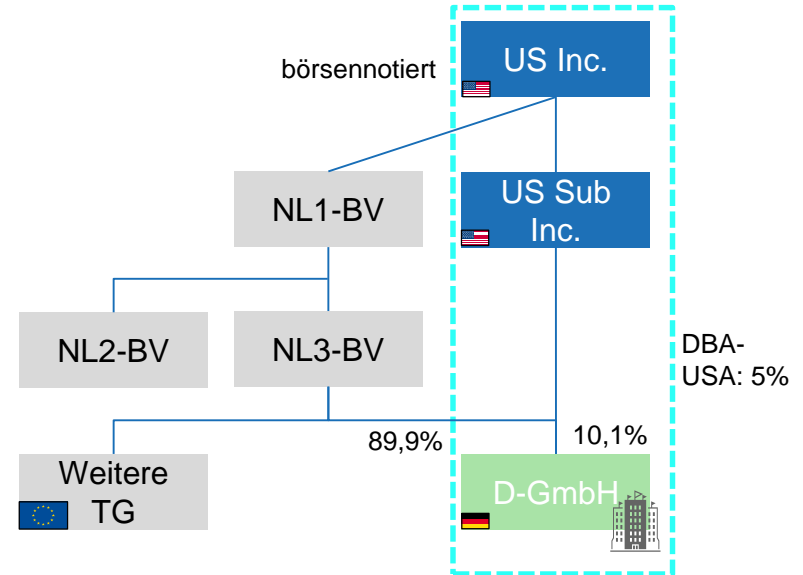 US Inc.
börsennotiert
NL1-BV
US Sub
Inc.
NL2-BV
NL3-BV
DBA-
USA: 5%
89,9%
10,1%
Weitere
TG
D-GmbH